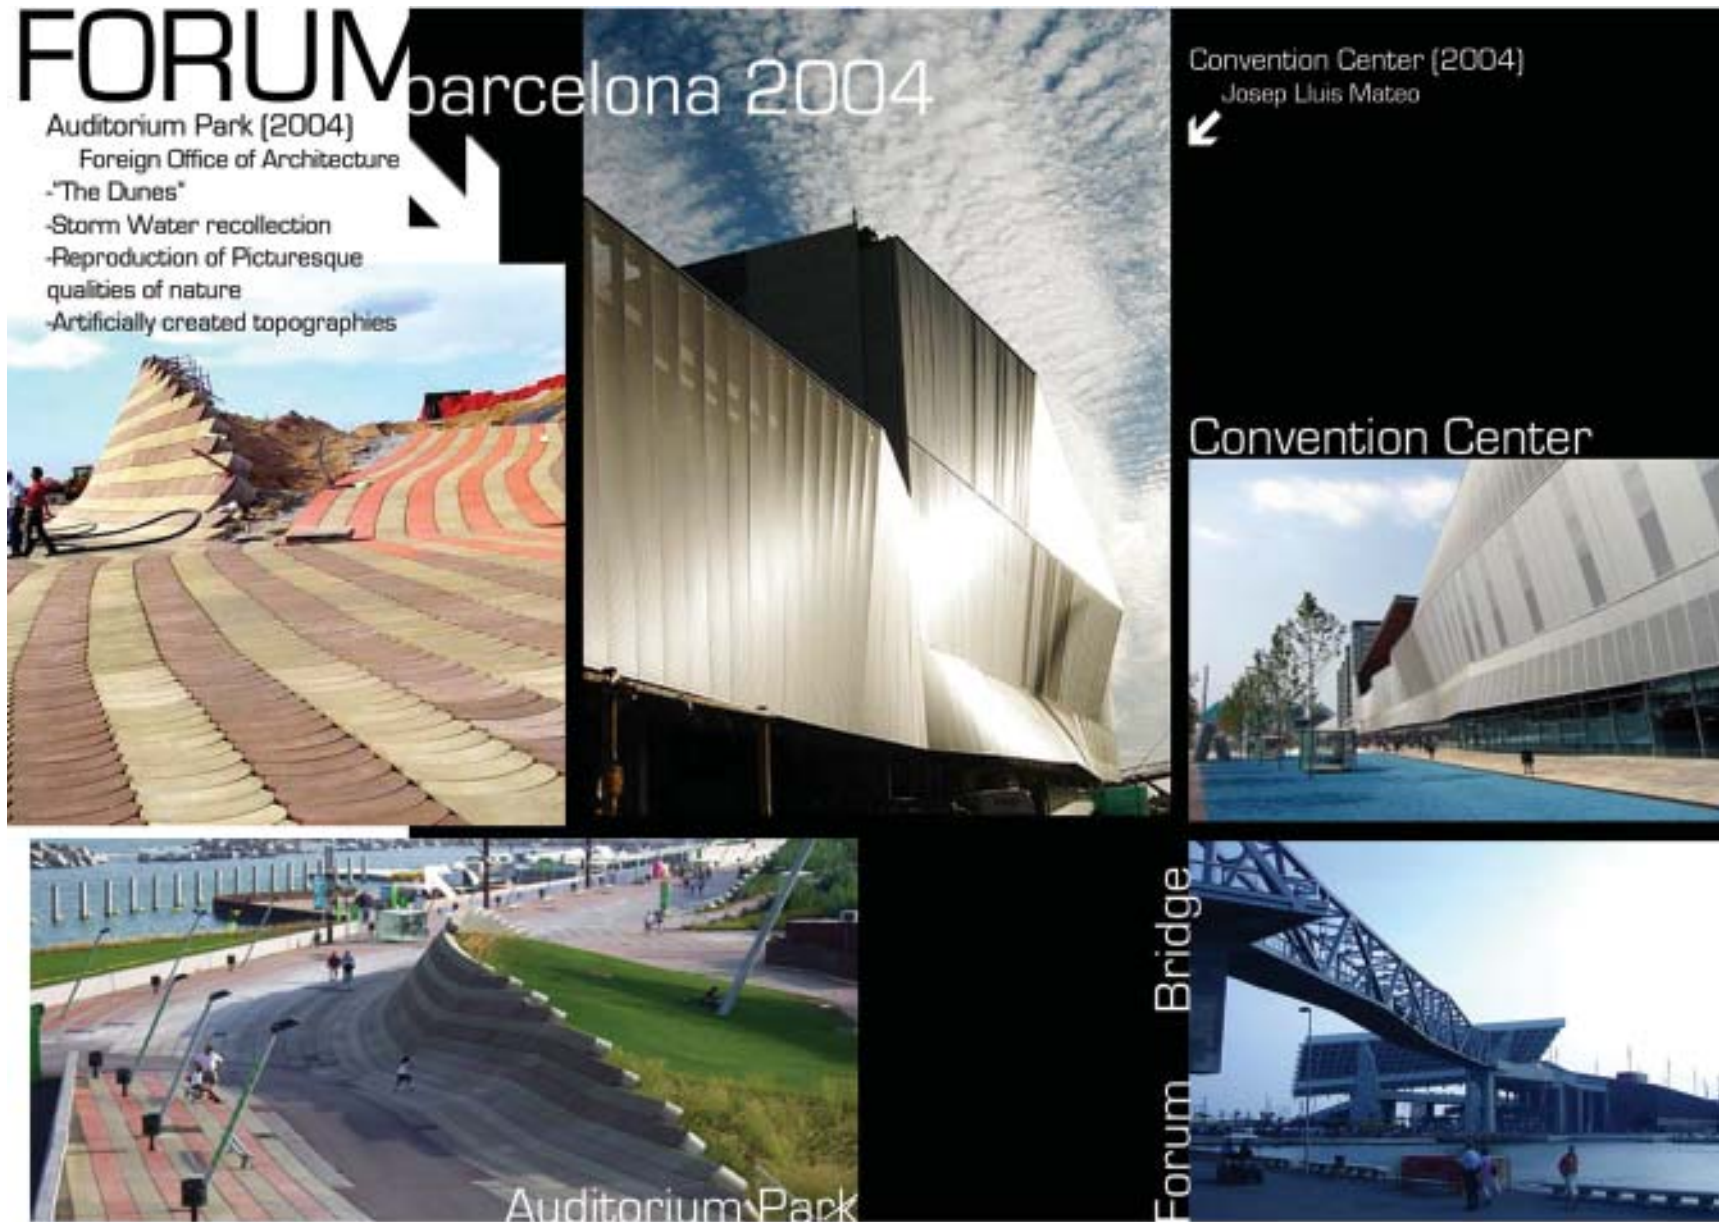 FORUM
barcelona 2004
Auditorium Park (2004)
Foreign Office of Architecture
-"The Dunes"
-Storm Water recollection
-Reproduction of Picturesque
qualities of nature
-Artificially created topographies
Convention Center (2004)
Josep Lluis Mateo
Convention Center
Auditorium Park
Forum Bridge